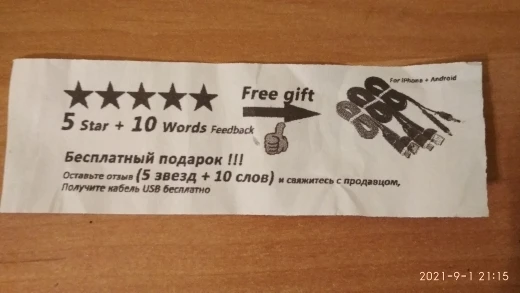 For iPhone + Android
Free gift
5 Star + 10 Words Feedback
Бесплатный подарок !!!
Оставьте отзыв (5 звезд + 10 слов) и свяжитесь с продавцом,
Получите кабель USB бесплатно
2021-9-1 21:15